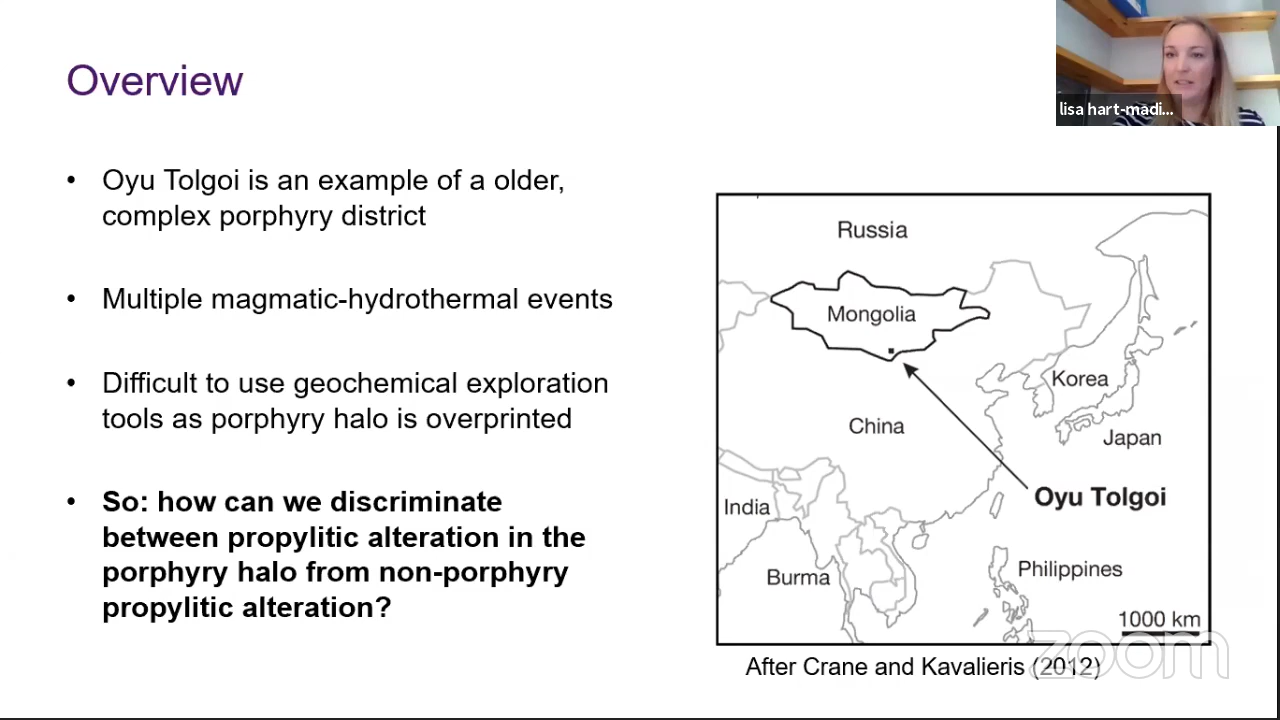 Overview
lisa hart-madi...
• Oyu Tolgoi is an example of a older,
complex porphyry district
• Multiple magmatic-hydrothermal events
• Difficult to use geochemical exploration
tools as porphyry halo is overprinted
• So: how can we discriminate
between propylitic alteration in the
porphyry halo from non-porphyry
propylitic alteration?
Russia
Mongolia
Korea
China
Japan
India
Oyu Tolgoi
Burma
Philippines
1000 km
After Crane and Kavalieris (2012)
zoom